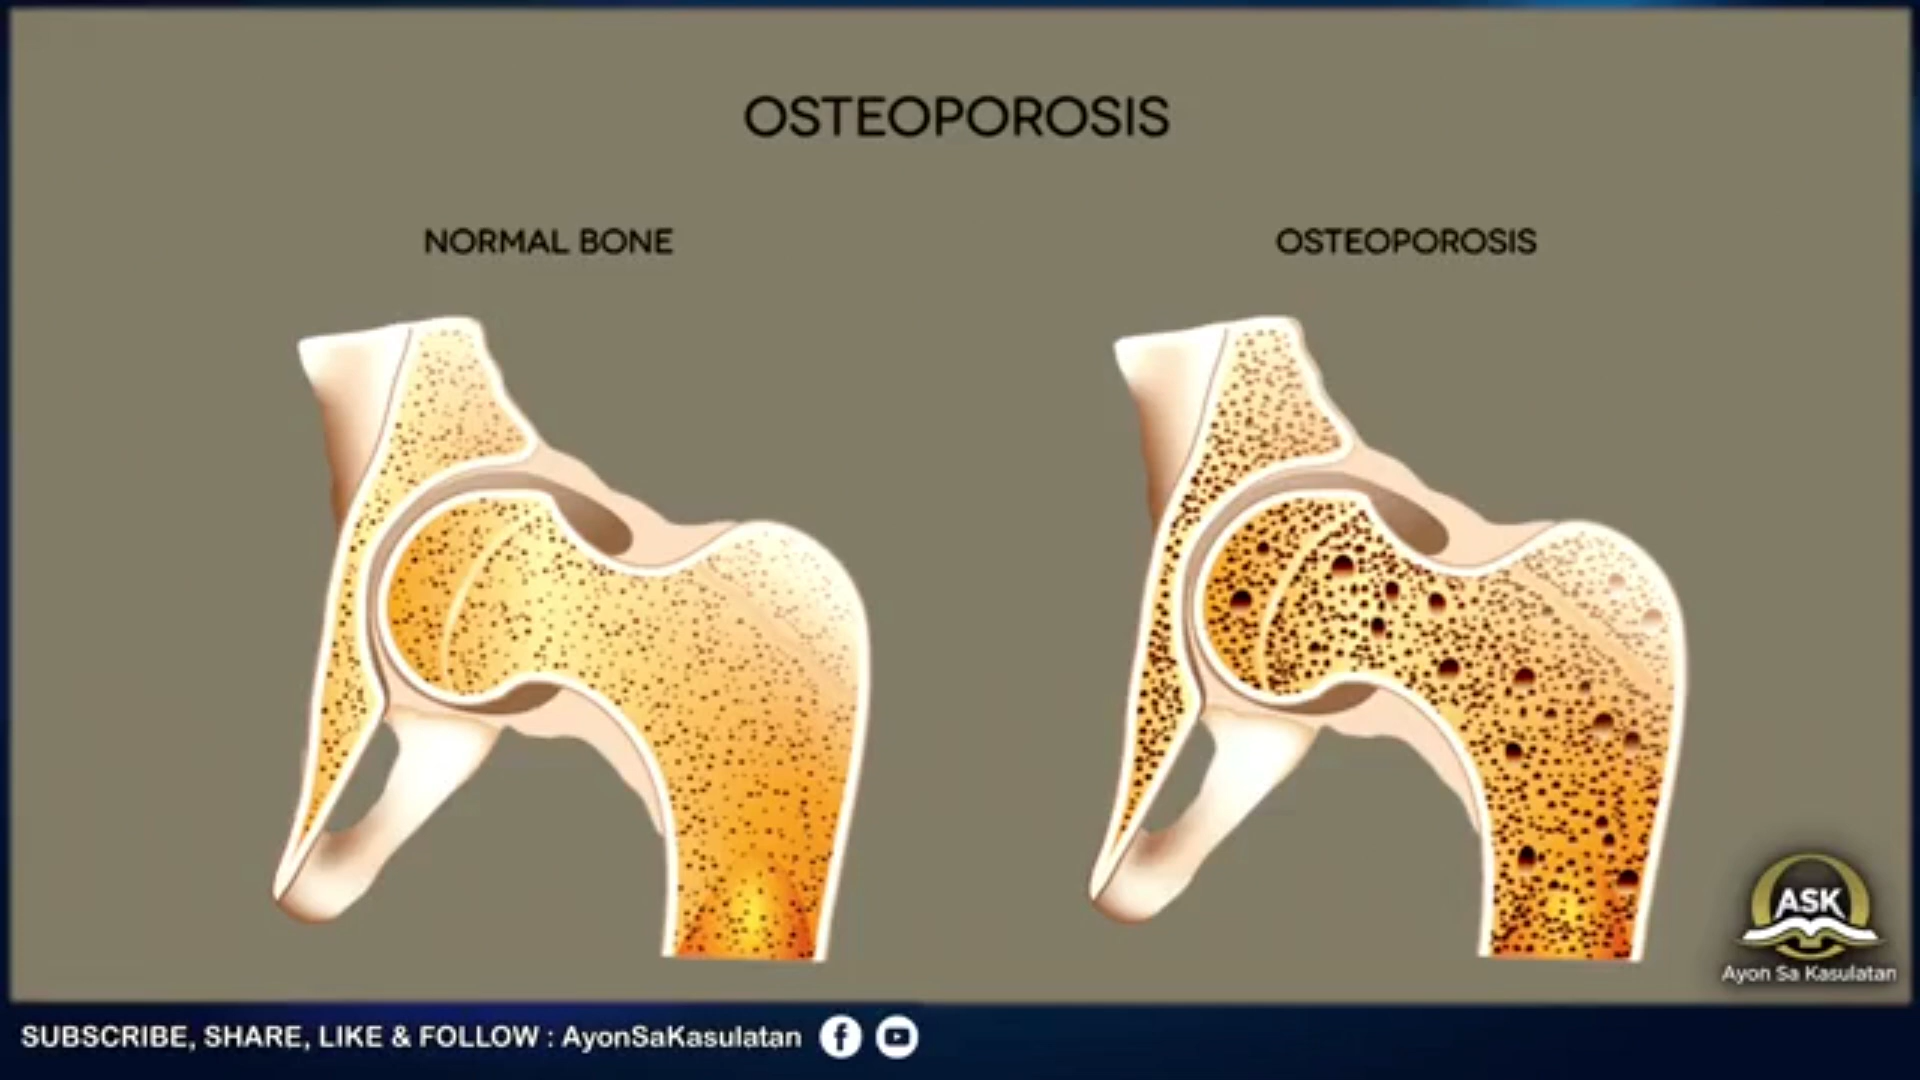 OSTEOPOROSIS
NORMAL BONE
OSTEOPOROSIS
ASK
Ayon Sa Kasulatan
SUBSCRIBE, SHARE, LIKE & FOLLOW : AyonSaKasulatan